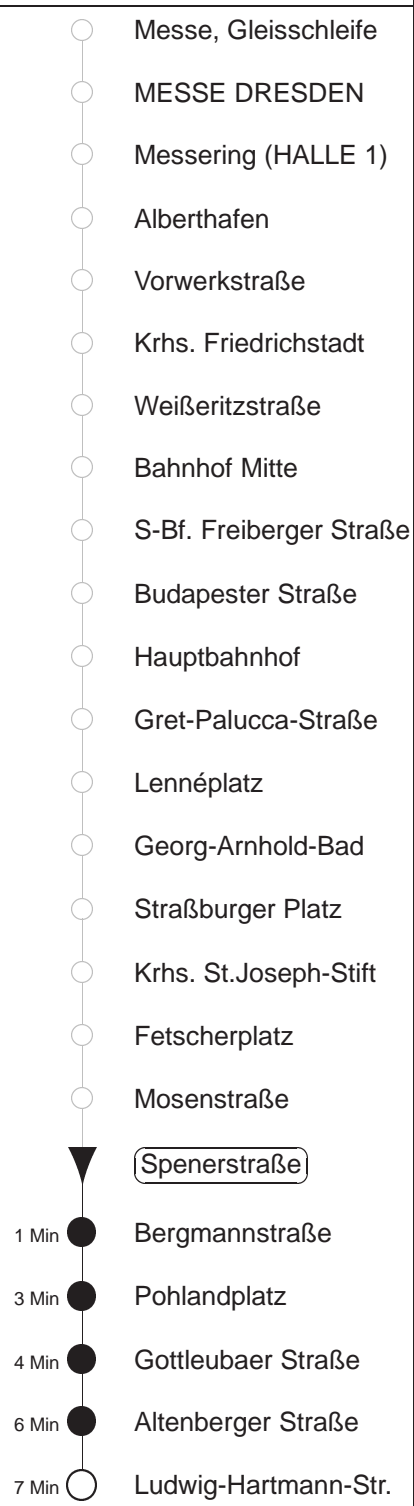 Messe, Gleisschleife
MESSE DRESDEN
Messering (HALLE 1)
Alberthafen
Vorwerkstraße
Krhs. Friedrichstadt
Weißeritzstraße
Bahnhof Mitte
S-Bf. Freiberger Straße
Budapester Straße
Hauptbahnhof
Gret-Palucca-Straße
Lennéplatz
Georg-Arnhold-Bad
Straßburger Platz
Krhs. St.Joseph-Stift
Fetscherplatz
Mosenstraße
Spenerstraße
1 Min Bergmannstraße
3 Min Pohlandplatz
4 Min Gottleubaer Straße
6 Min Altenberger Straße
7 Min Ludwig-Hartmann-Str.